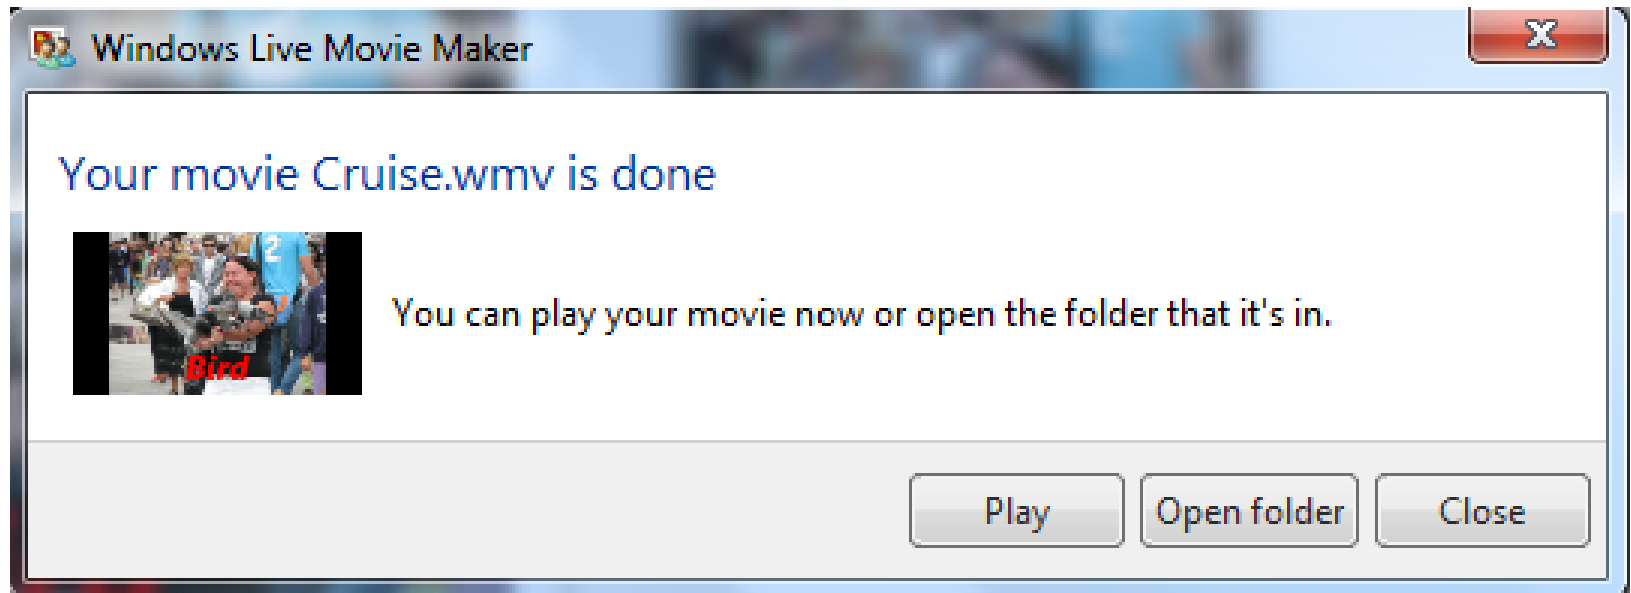 Windows Live Movie Maker
Your movie Cruise.wmv is done
2
Bird
You can play your movie now or open the folder that it's in.
Play
Open folder
Close